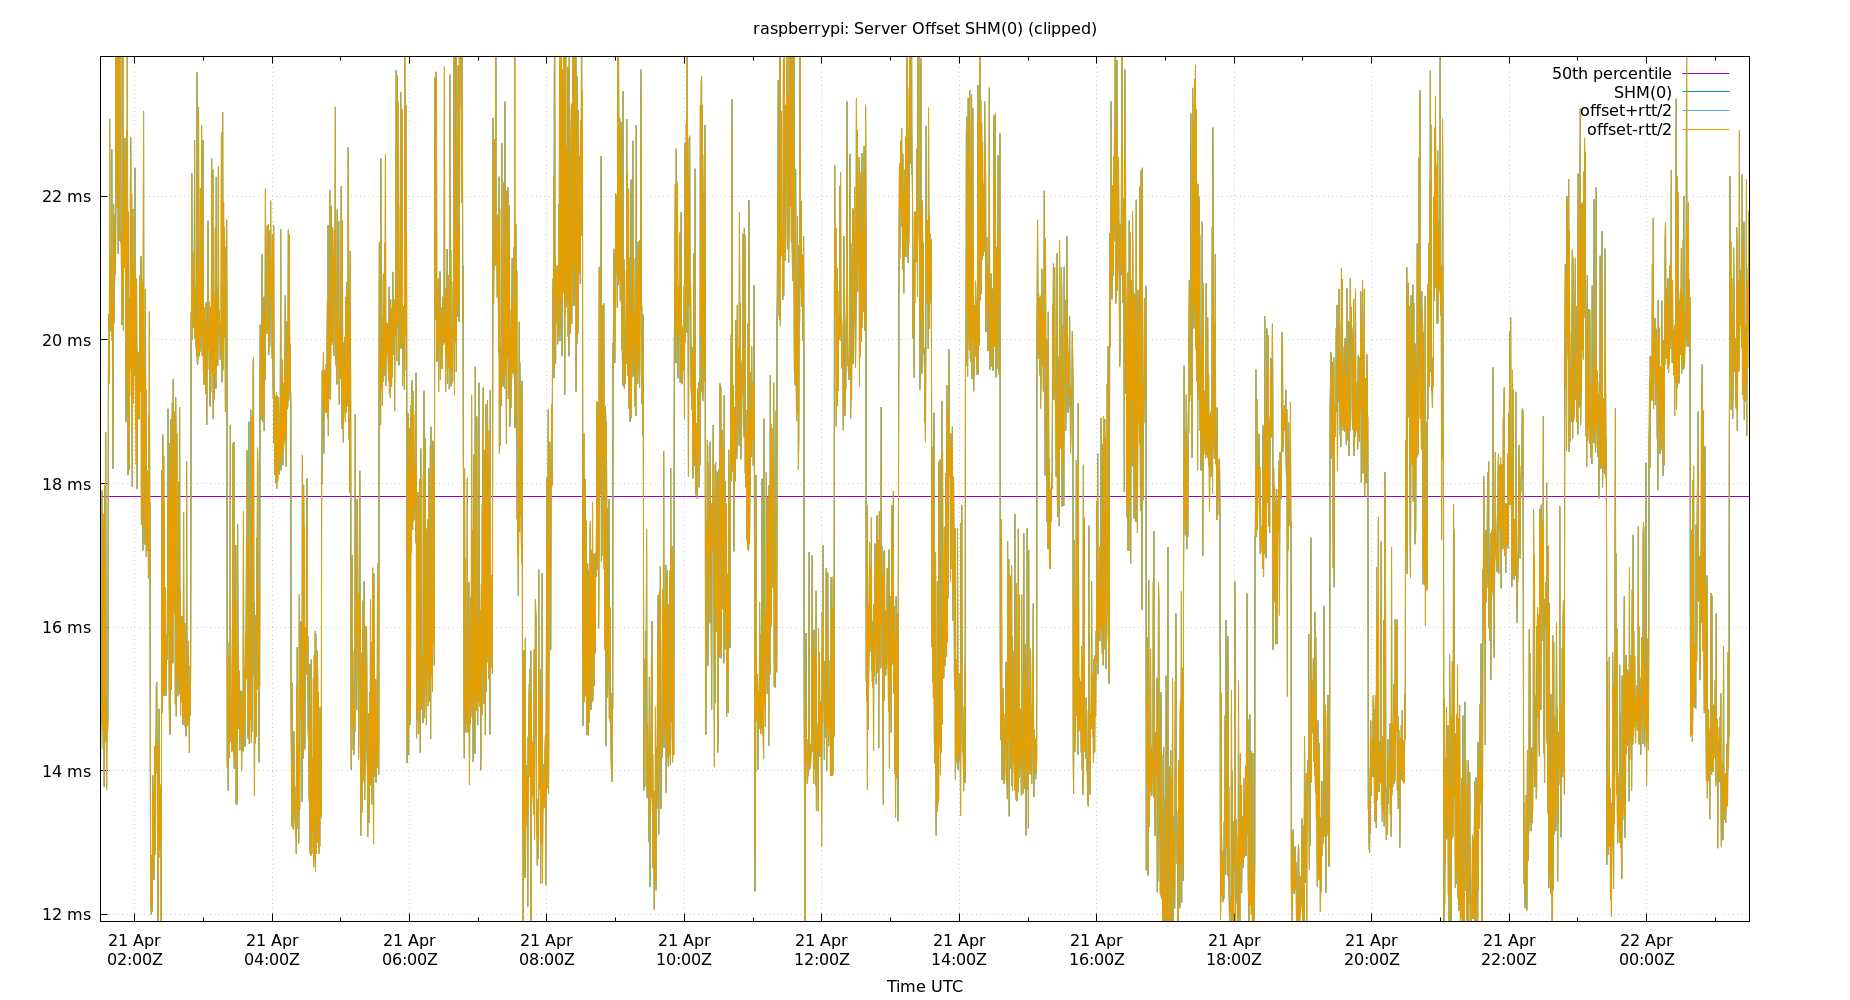 raspberrypi: Server Offset SHM(0) (clipped)
50th percentile
SHM(0)
offset+rtt/2
offset-rtt/2
22 ms
20 ms
18 ms
16 ms
14 ms
12 ms
21 Apr 21 Apr 21 Apr 21 Apr 21 Apr 21 Apr 21 Apr 21 Apr 21 Apr 21 Apr 21 Apr 22 Apr
02:00Z 04:00Z 06:00Z 08:00Z 10:00Z 12:00Z 14:00Z 16:00Z 18:00Z 20:00Z 22:00Z 00:00Z
Time UTC